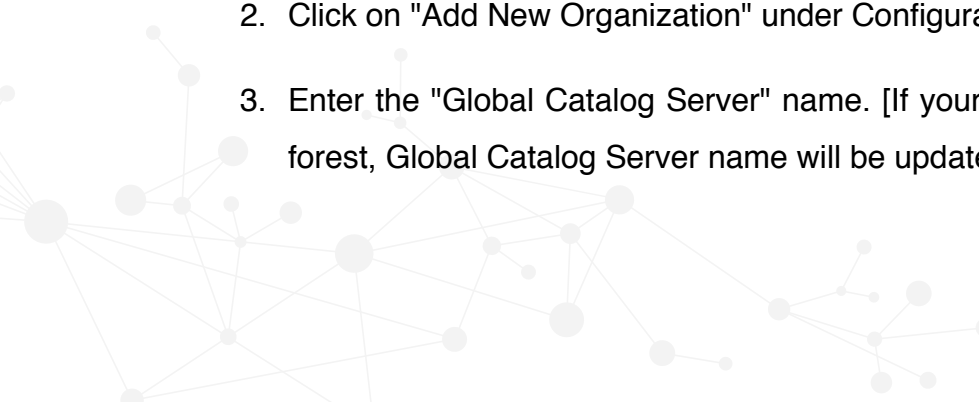 2. Click on "Add New Organization" under Configura
3. Enter the "Global Catalog Server" name. [If your
forest, Global Catalog Server name will be update